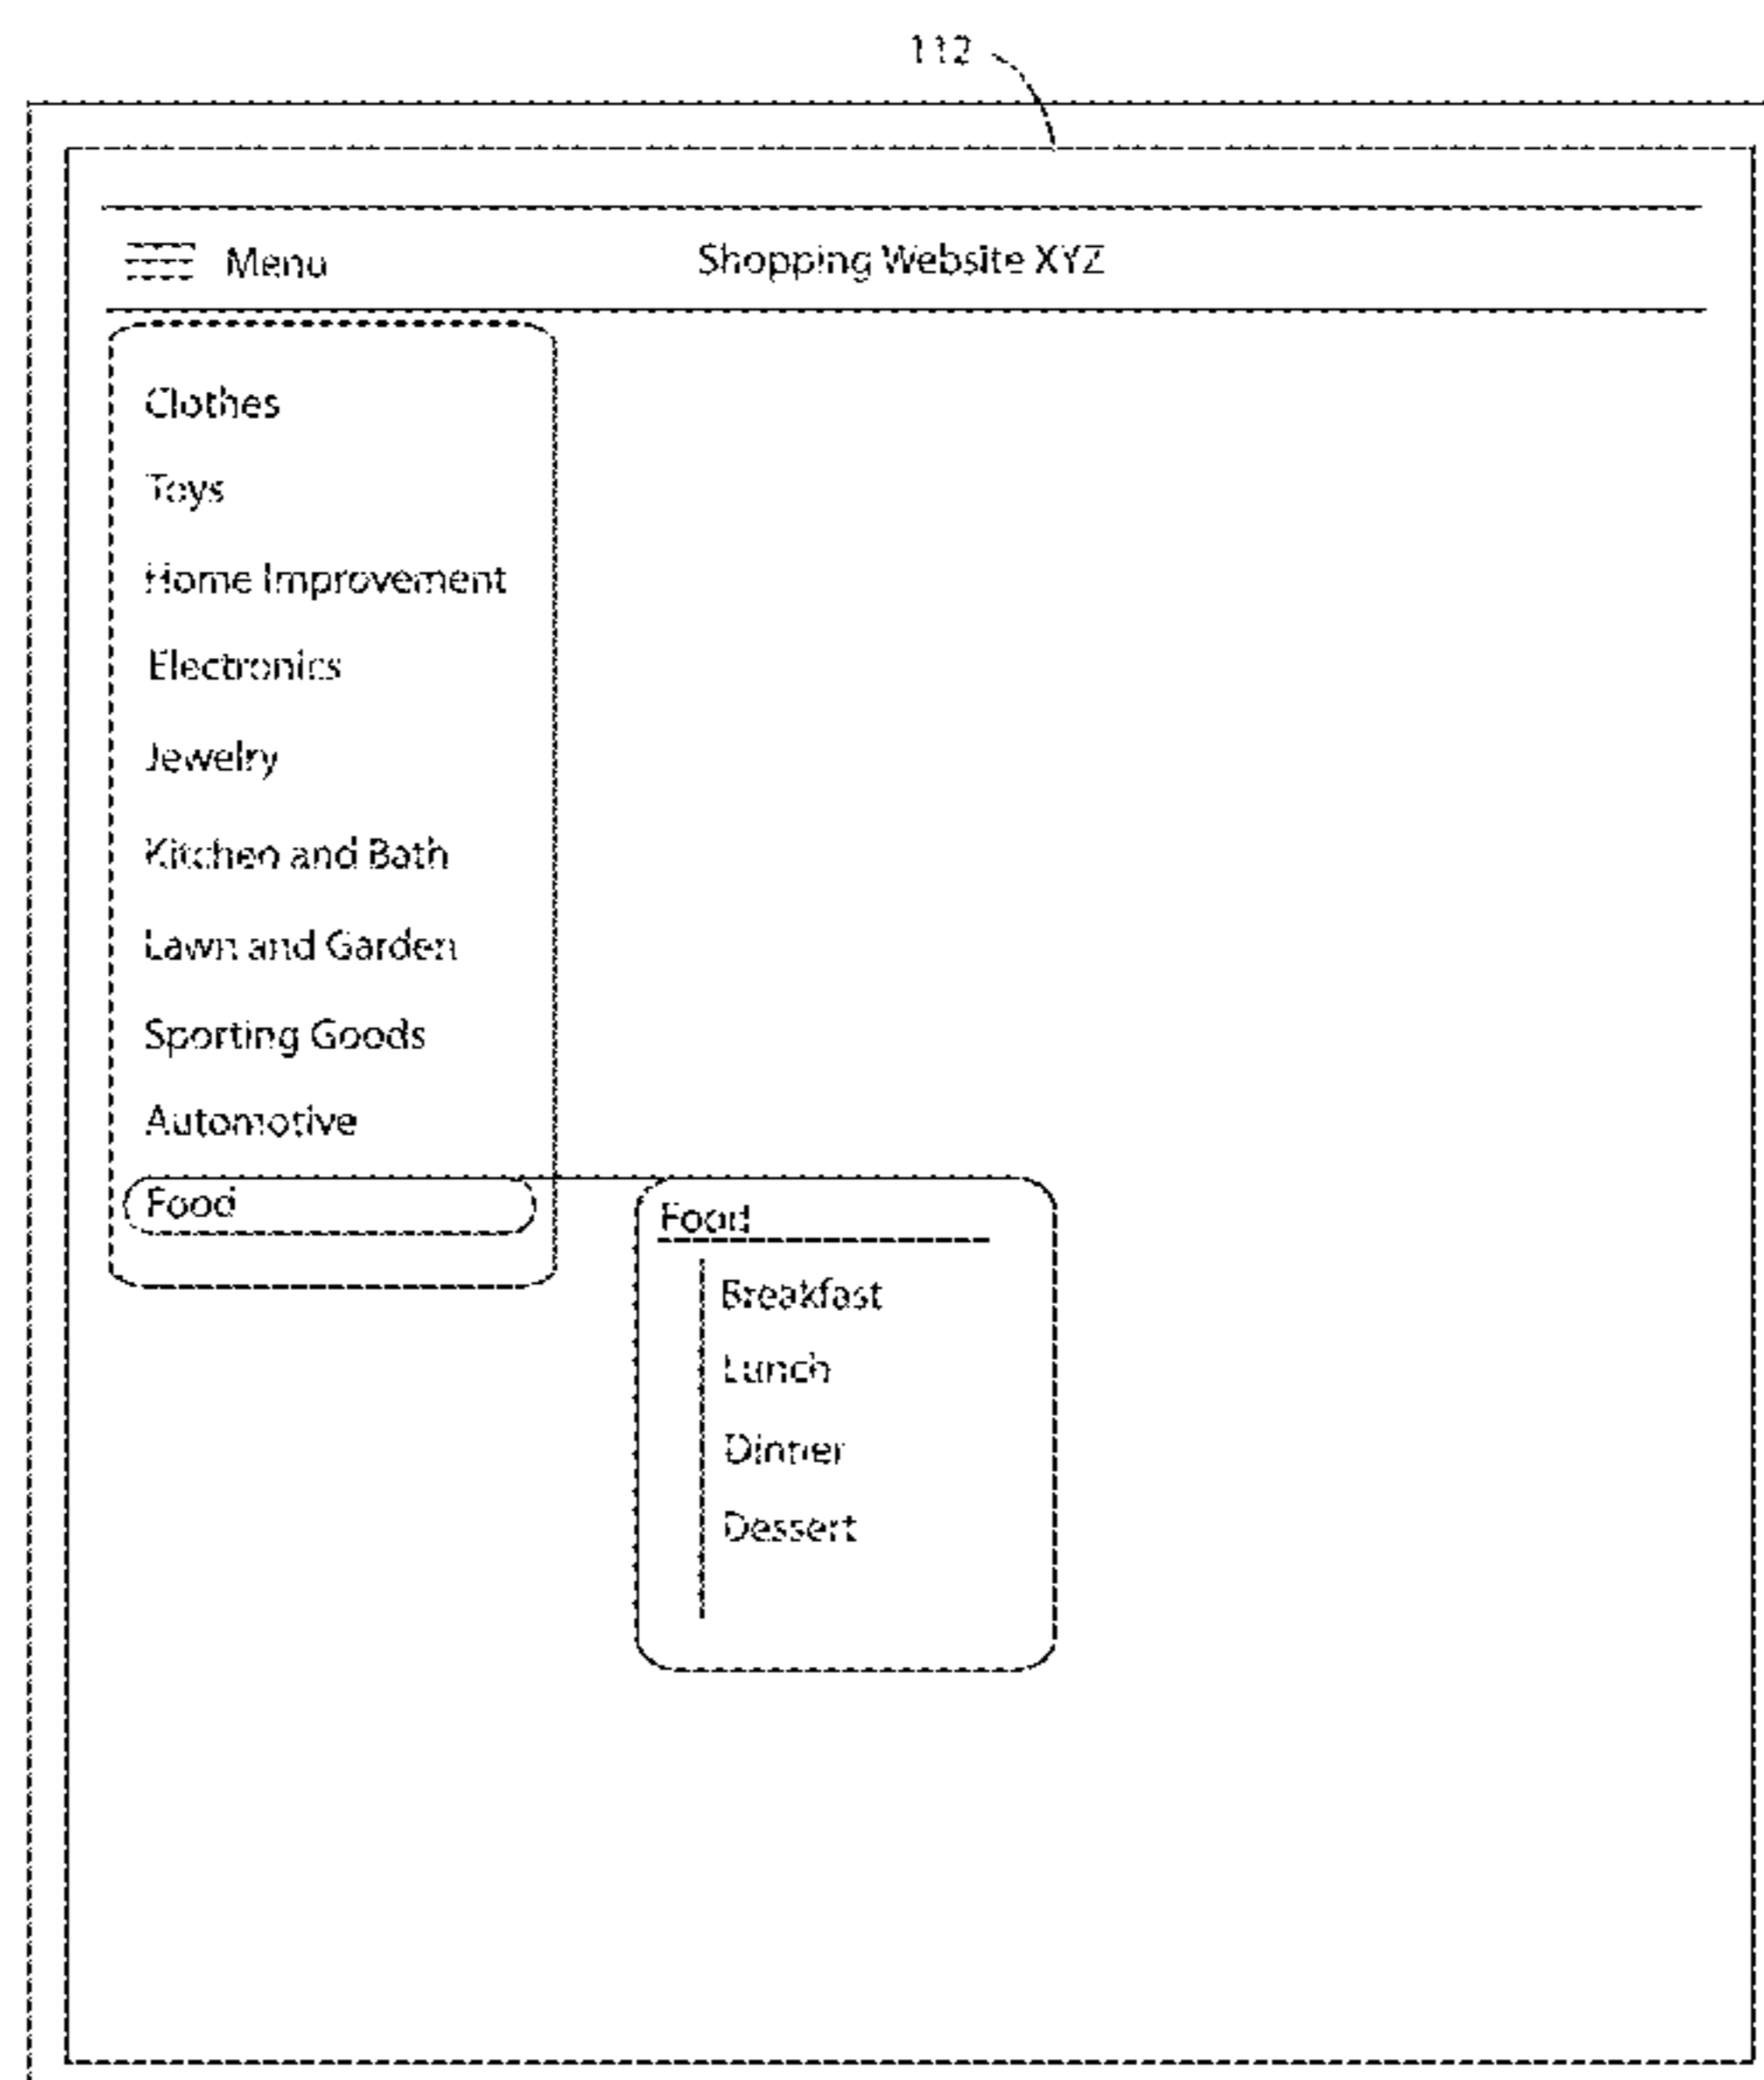 112
Menu
Shopping Website XYZ
Clothes
Toys
Home Improvement
Electronics
Jewelry
Kitchen and Bath
Lawn and Garden
Sporting Goods
Automotive
Food
Food
Breakfast
Lunch
Dinner
Dessert